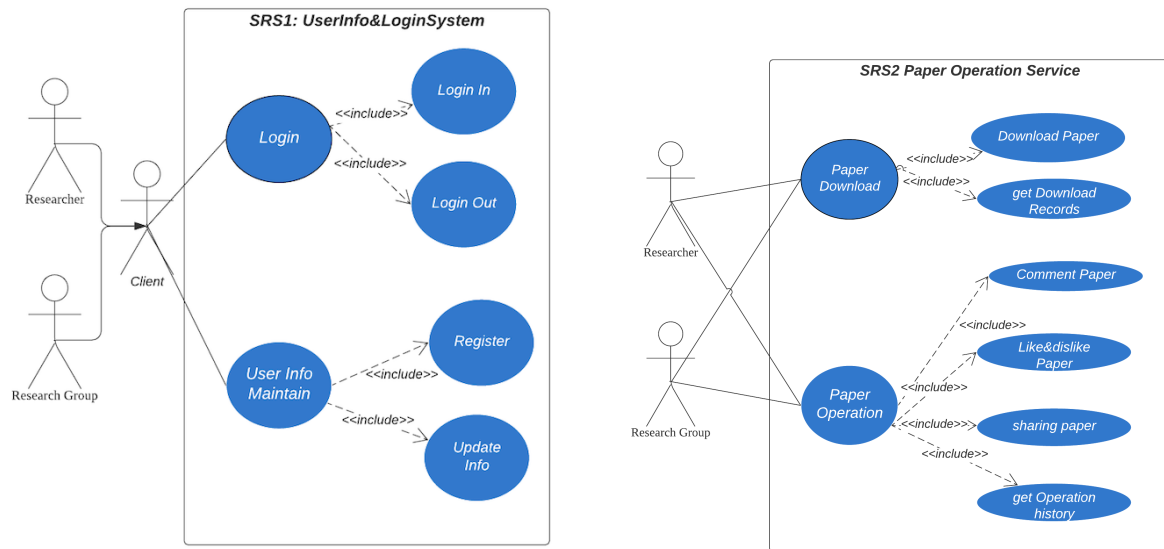 SRS1: UserInfo&LoginSystem
Login In
<<include>>
Login
<<include>>
Researcher
Login Out
Client
Register
User Info
Maintain
<<include>>
Research Group
<<include>>
Update
Info
SRS2 Paper Operation Service
Download Paper
<<include>>
Paper
Download
<<include>>
get Download
Records
Researcher
Comment Paper
<<include>>
Like&dislike
Paper
<<include>>
Paper
Operation
<<include>>
sharing paper
Research Group
<<include>>
get Operation
history